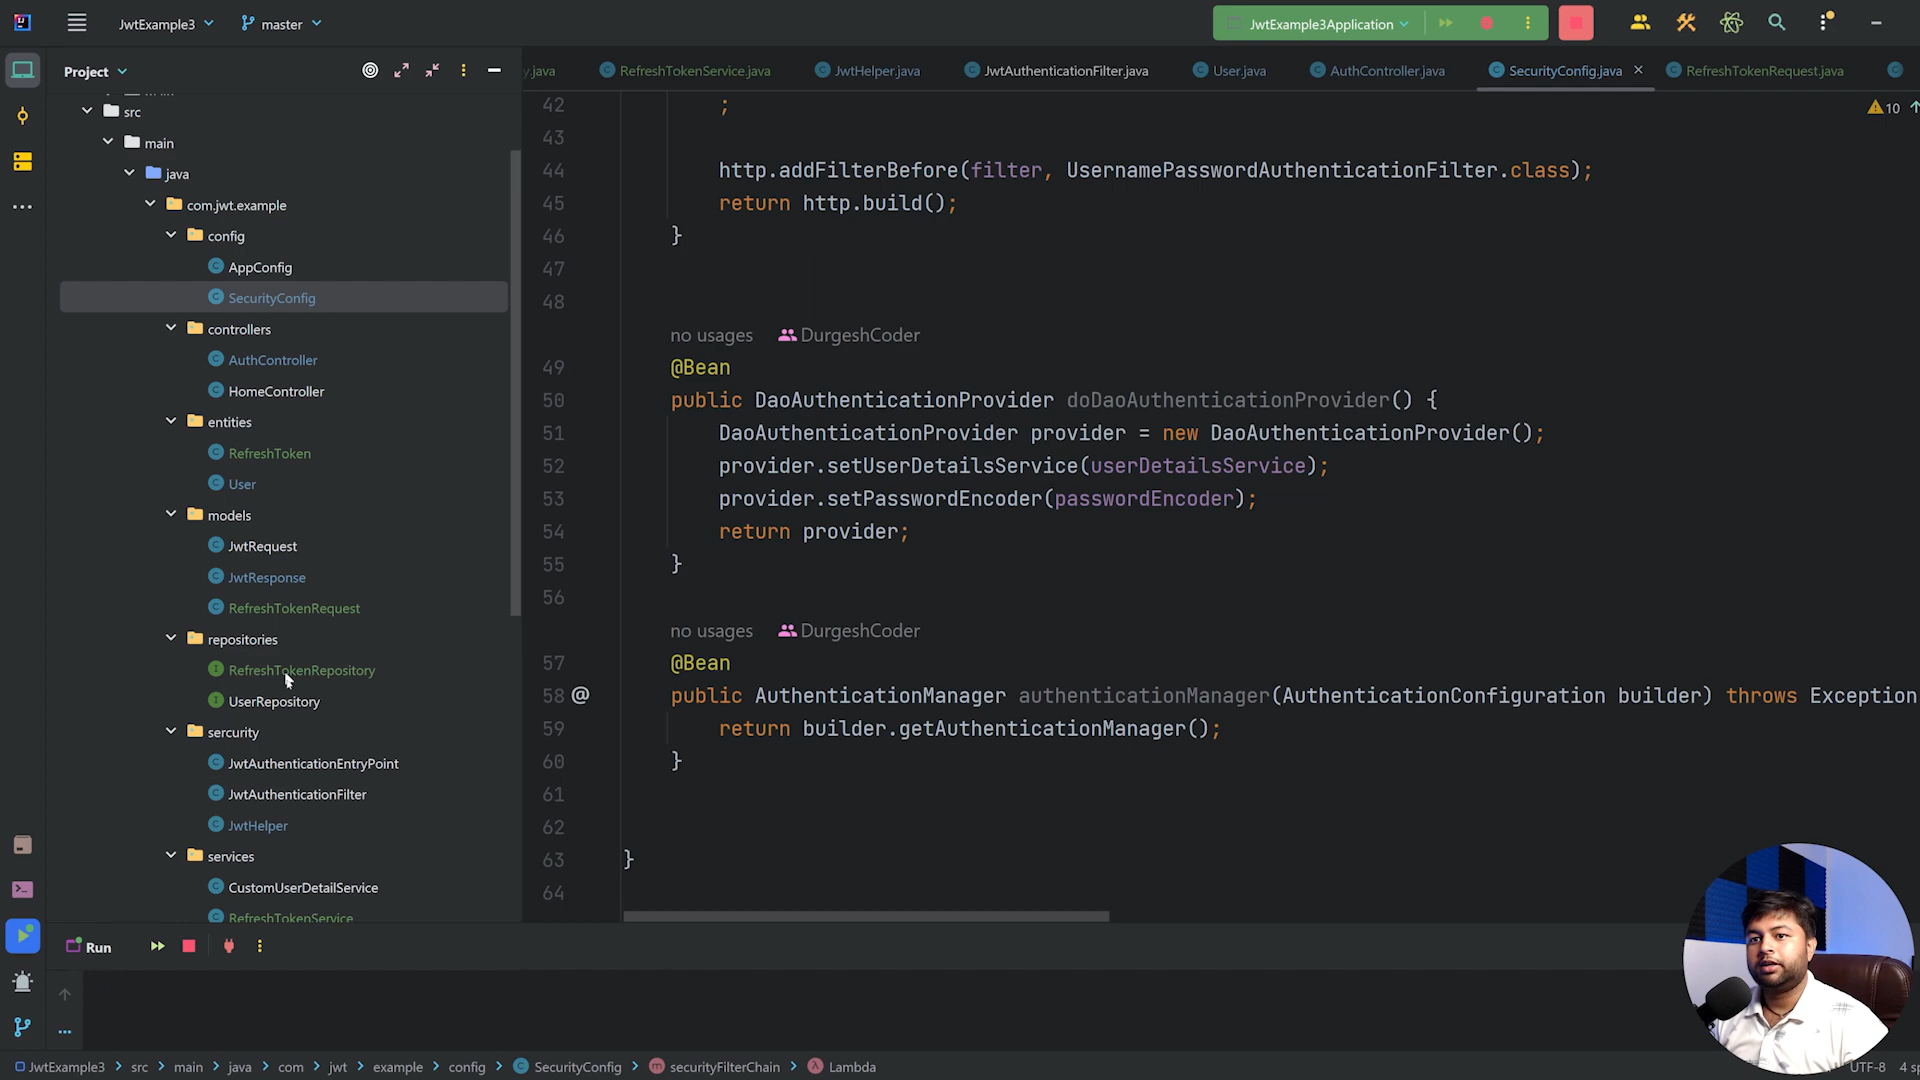 JwtExample3
master
JwtExample3Application
Project
y.java
RefreshTokenService.java
JwtHelper.java
JwtAuthenticationFilter.java
User.java
AuthController.java
SecurityConfig.java
RefreshTokenRequest.java
src
main
java
com.jwt.example
config
AppConfig
SecurityConfig
controllers
AuthController
HomeController
entities
RefreshToken
User
models
JwtRequest
JwtResponse
RefreshTokenRequest
repositories
RefreshTokenRepository
UserRepository
sercurity
JwtAuthenticationEntryPoint
JwtAuthenticationFilter
JwtHelper
services
CustomUserDetailService
RefreshTokenService
10
42 ;
43
44 http.addFilterBefore(filter, UsernamePasswordAuthenticationFilter.class);
45 return http.build();
46 }
47
48
no usages DurgeshCoder
49 @Bean
50 public DaoAuthenticationProvider doDaoAuthenticationProvider() {
51 DaoAuthenticationProvider provider = new DaoAuthenticationProvider();
52 provider.setUserDetailsService(userDetailsService);
53 provider.setPasswordEncoder(passwordEncoder);
54 return provider;
55 }
56
no usages DurgeshCoder
57 @Bean
58 @ public AuthenticationManager authenticationManager(AuthenticationConfiguration builder) throws Exception
59 return builder.getAuthenticationManager();
60 }
61
62
63 }
64
Run
JwtExample3 > src > main > java > com > jwt > example > config > SecurityConfig > securityFilterChain > Lambda
UTF-8 4 sp